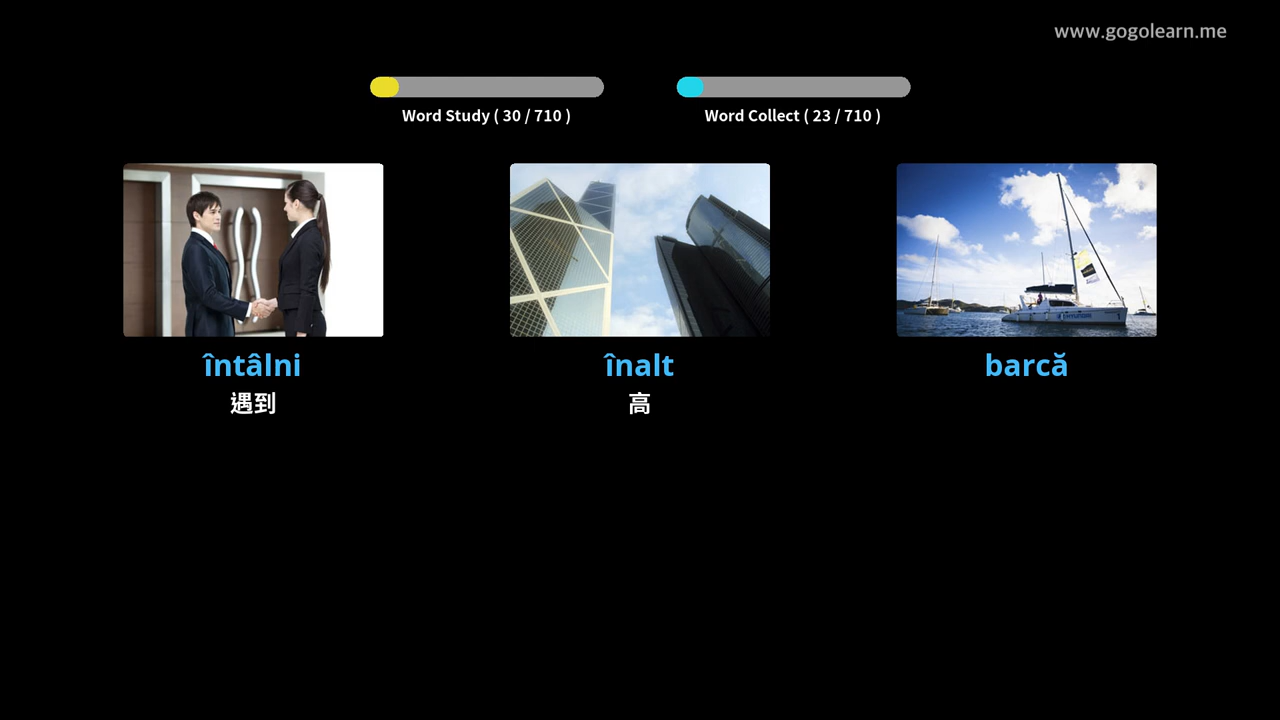 www.gogolearn.me
Word Study ( 30 / 710 )
Word Collect ( 23 / 710 )
întâlni
înalt
barcă
遇到
高